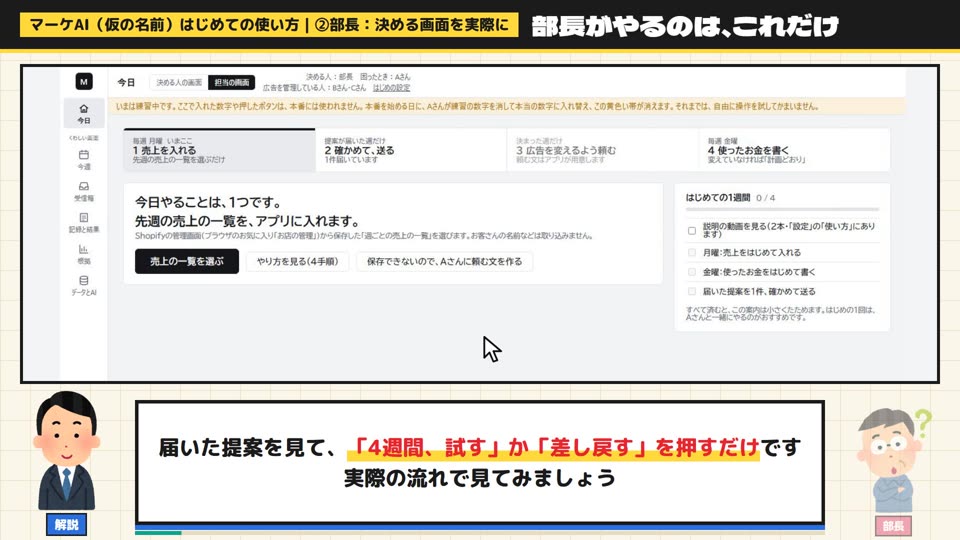 マーケAI（仮の名前）はじめての使い方｜②部長：決める画面を実際に
部長がやるのは、これだけ
M
今日
決める人の画面
担当の画面
決める人：部長　困ったとき：Aさん
広告を管理している人：Bさん・Cさん　はじめの設定
いまは練習中です。ここで入れた数字や押したボタンは、本番には使われません。本番を始める日に、Aさんが練習の数字を消して本当の数字に入れ替え、この黄色い帯が消えます。それまでは、自由に操作を試してかまいません。
今日
くわしい画面
今週
受信箱
記録と結果
根拠
データとAI
毎週 月曜　いまここ
1 売上を入れる
先週の売上の一覧を選ぶだけ
提案が届いた週だけ
2 確かめて、送る
1件届いています
決まった週だけ
3 広告を変えるよう頼む
頼む文はアプリが用意します
毎週 金曜
4 使ったお金を書く
変えていなければ「計画どおり」
今日やることは、1つです。
先週の売上の一覧を、アプリに入れます。
Shopifyの管理画面（ブラウザのお気に入り「お店の管理」）から保存した「週ごとの売上の一覧」を選びます。お客さんの名前などは取り込みません。
売上の一覧を選ぶ
やり方を見る（4手順）
保存できないので、Aさんに頼む文を作る
はじめての1週間　0 / 4
説明の動画を見る（2本・「設定」の「使い方」にあり
ます）
月曜：売上をはじめて入れる
金曜：使ったお金をはじめて書く
届いた提案を1件、確かめて送る
すべて済むと、この案内は小さくたためます。はじめの1回は、
Aさんと一緒にやるのがおすすめです。
届いた提案を見て、「4週間、試す」か「差し戻す」を押すだけです
実際の流れで見てみましょう
解説
部長